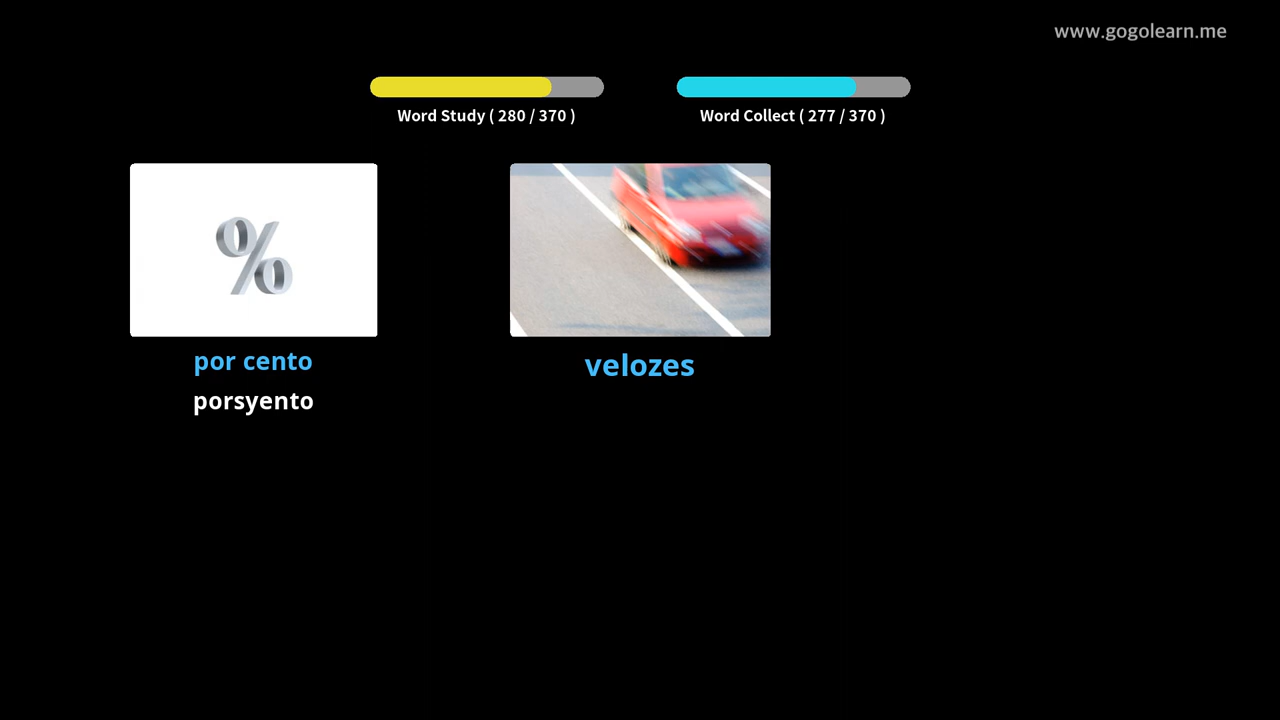 www.gogolearn.me
Word Study ( 280 / 370 )
Word Collect ( 277 / 370 )
%
por cento
porsyento
velozes